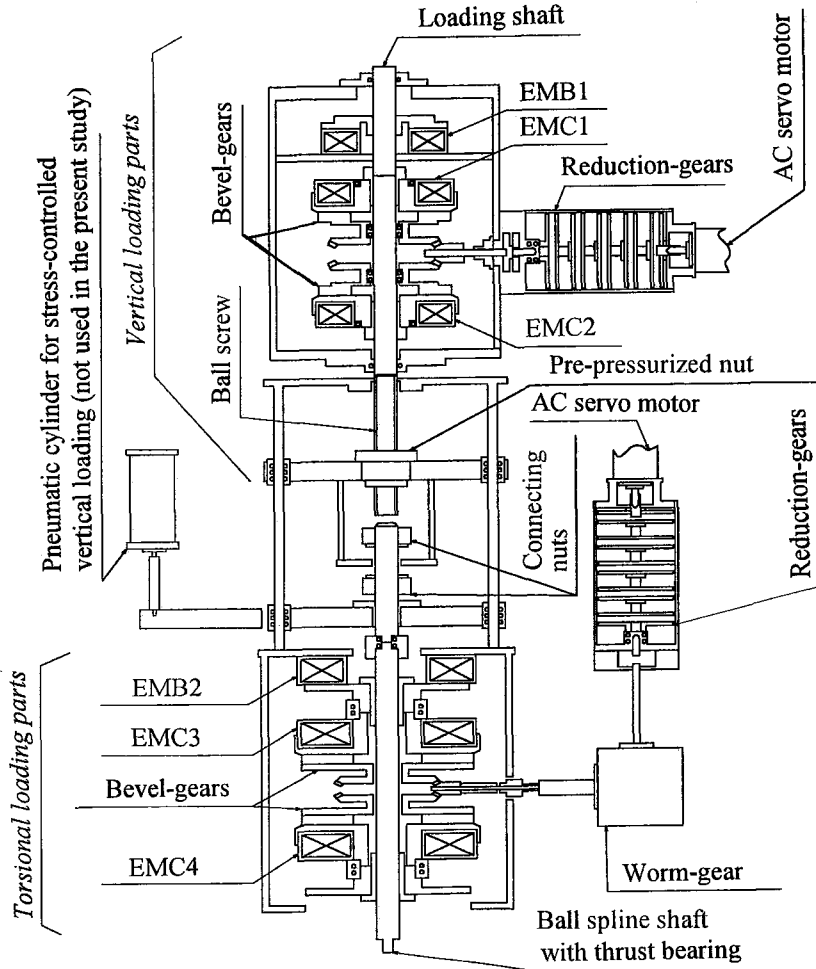 Loading shaft
EMB1
EMC1
Reduction-gears
AC servo motor
Bevel-gears
Vertical loading parts
Pneumatic cylinder for stress-controlled
vertical loading (not used in the present study)
EMC2
Ball screw
Pre-pressurized nut
AC servo motor
Connecting
nuts
Reduction-gears
Torsional loading parts
EMB2
EMC3
Bevel-gears
EMC4
Worm-gear
Ball spline shaft
with thrust bearing